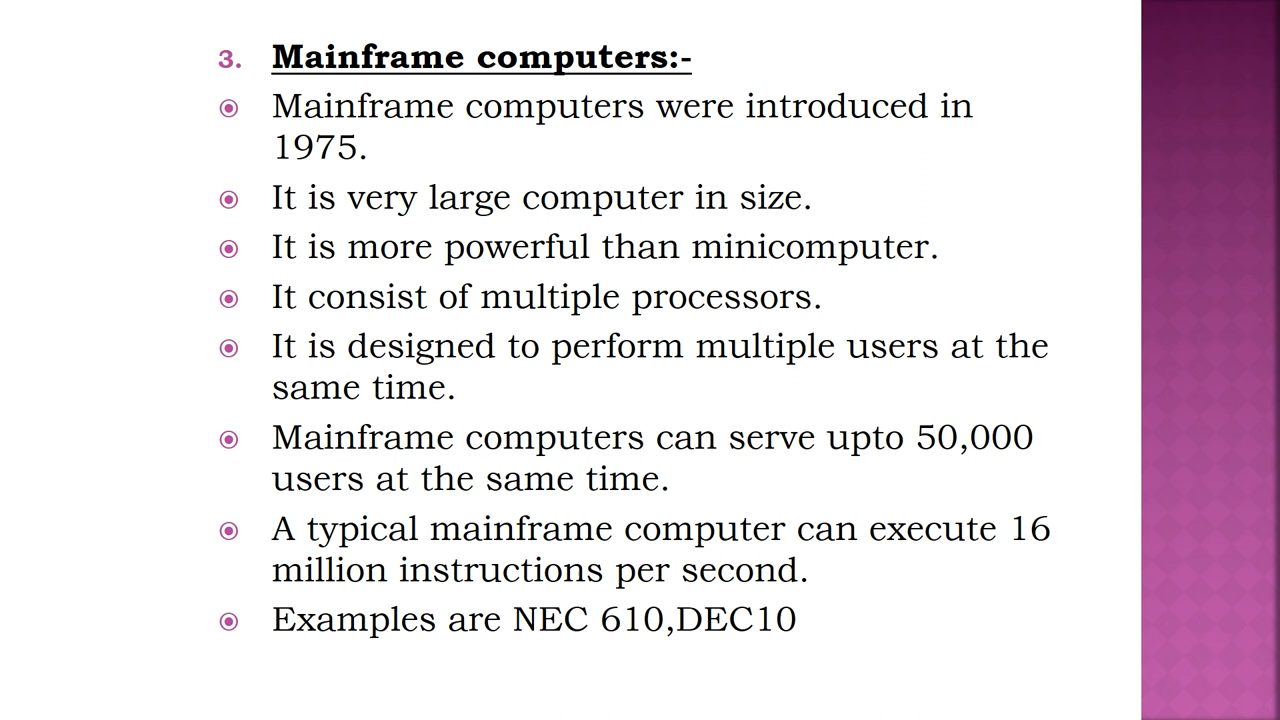 3. Mainframe computers:-
Mainframe computers were introduced in
1975.
It is very large computer in size.
It is more powerful than minicomputer.
It consist of multiple processors.
It is designed to perform multiple users at the
same time.
Mainframe computers can serve upto 50,000
users at the same time.
A typical mainframe computer can execute 16
million instructions per second.
Examples are NEC 610,DEC10